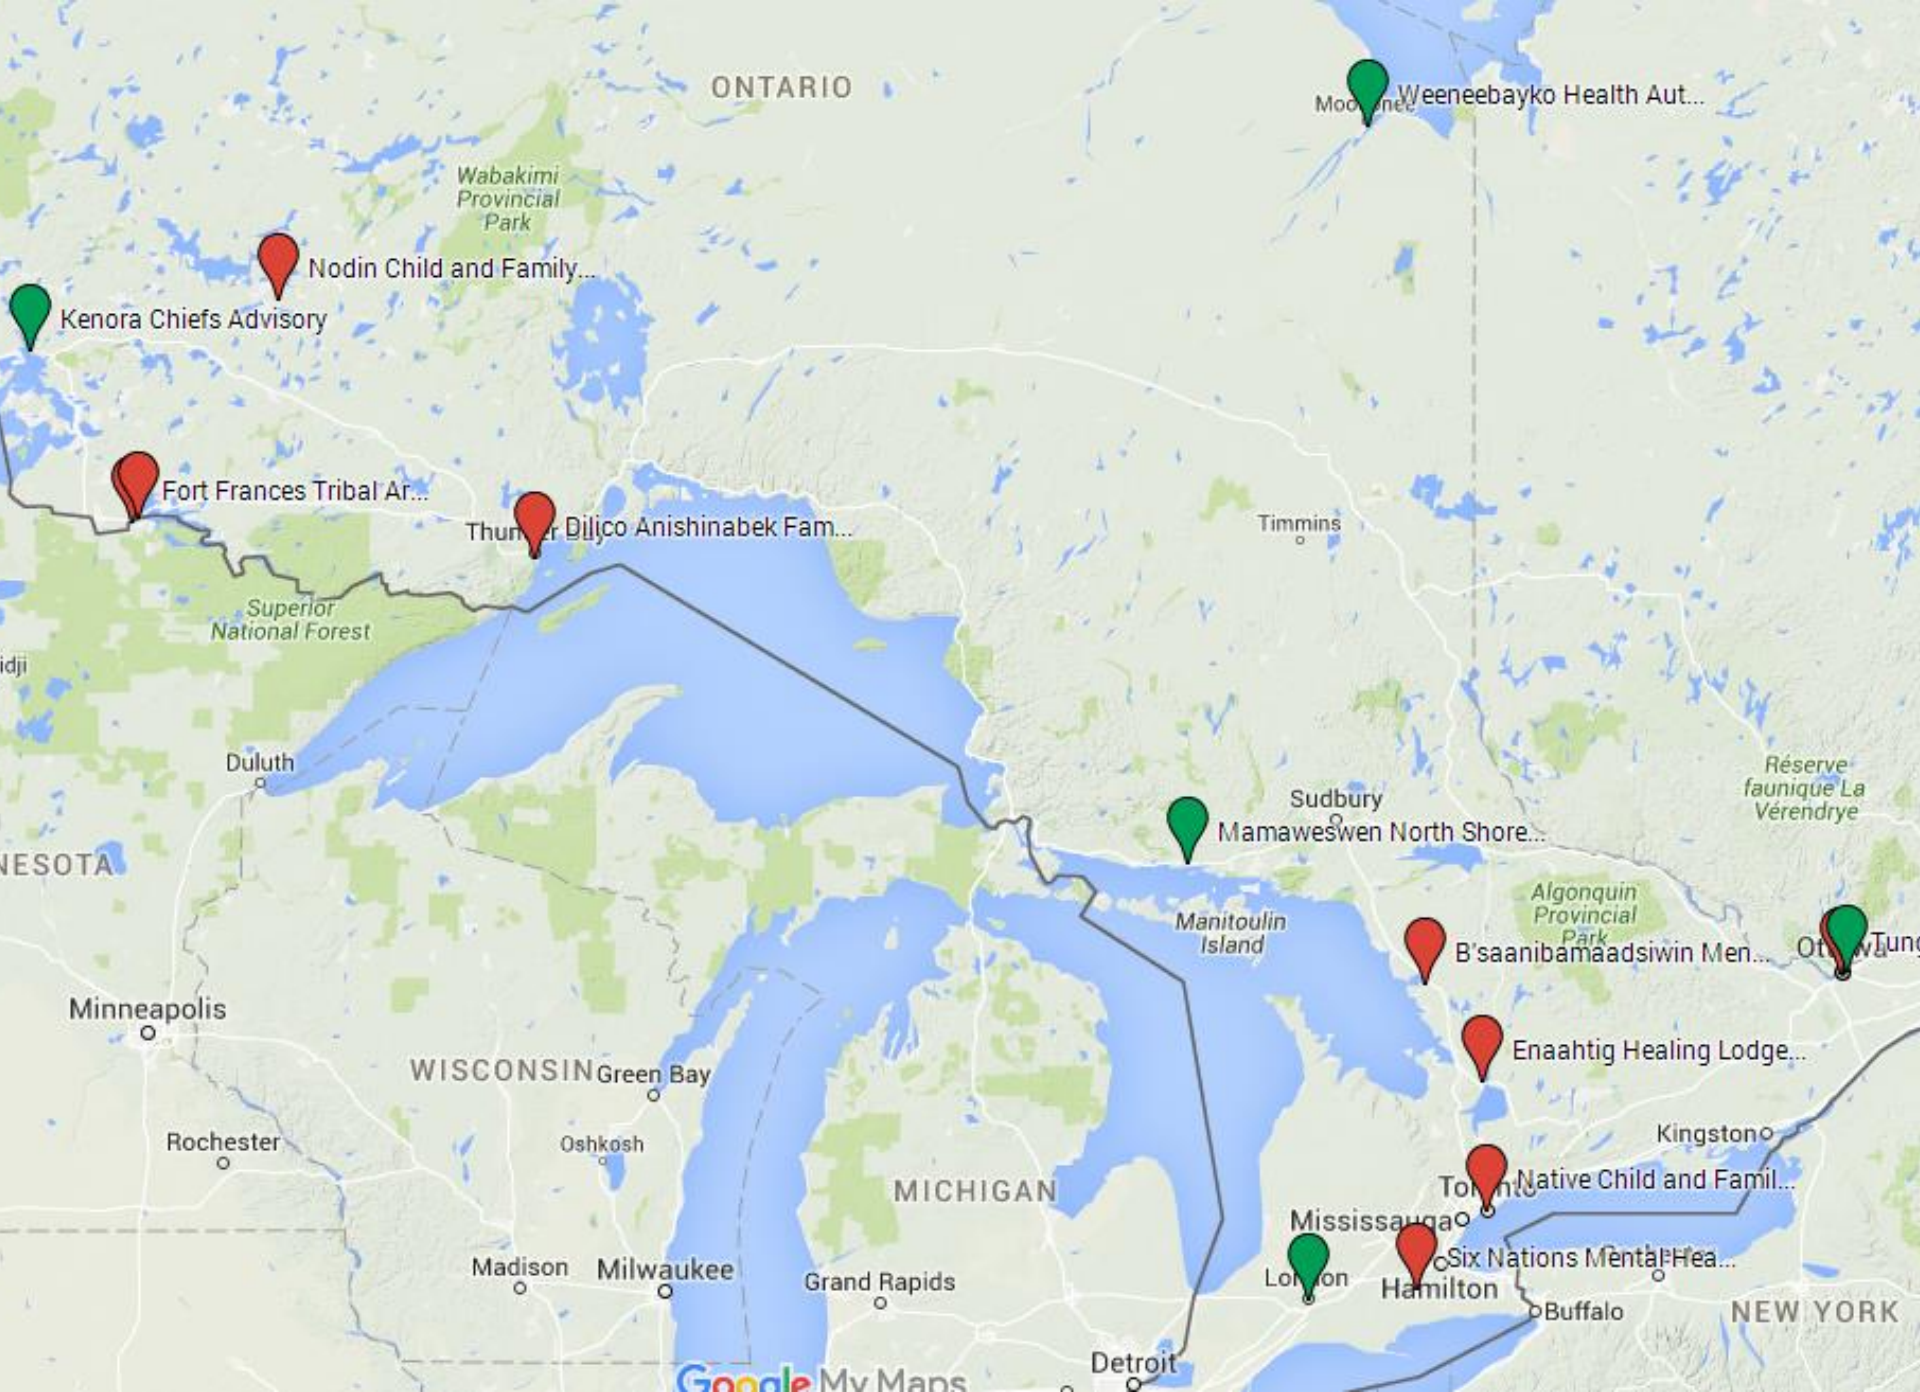 ONTARIO
Weeneebayko Health Aut...
Wabakimi
Provincial
Park
Nodin Child and Family...
Kenora Chiefs Advisory
Fort Frances Tribal Ar...
Dilico Anishinabek Fam...
Timmins
Superior
National Forest
idji
Duluth
Réserve
faunique La
Vérendrye
Sudbury
Mamaweswen North Shore...
NESOTA
Algonquin
Provincial
Park
Manitoulin
Island
B'saanibamaadsiwin Men...
Tung
Minneapolis
WISCONSIN
Green Bay
Enaahtig Healing Lodge...
Kingston
Rochester
Oshkosh
MICHIGAN
Native Child and Famil...
Mississauga
Six Nations Mental Hea...
Madison
Milwaukee
Grand Rapids
Hamilton
Buffalo
NEW YORK
Detroit
Google My Maps